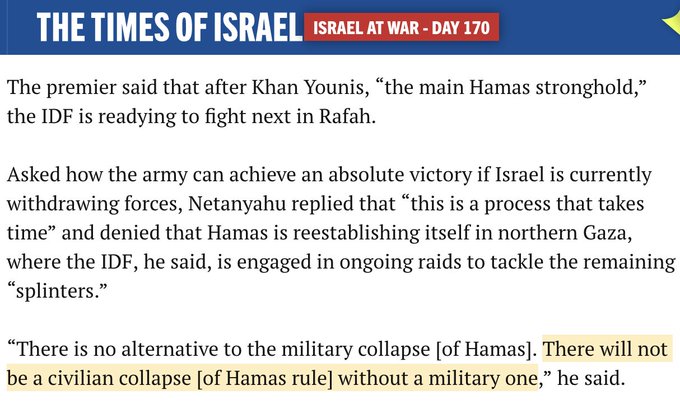 THE TIMES OF ISRAEL ISRAEL AT WAR - DAY 170
The premier said that after Khan Younis, “the main Hamas stronghold,”
the IDF is readying to fight next in Rafah.
Asked how the army can achieve an absolute victory if Israel is currently
withdrawing forces, Netanyahu replied that “this is a process that takes
time” and denied that Hamas is reestablishing itself in northern Gaza,
where the IDF, he said, is engaged in ongoing raids to tackle the remaining
“splinters.”
“There is no alternative to the military collapse [of Hamas]. There will not
be a civilian collapse [of Hamas rule] without a military one,” he said.